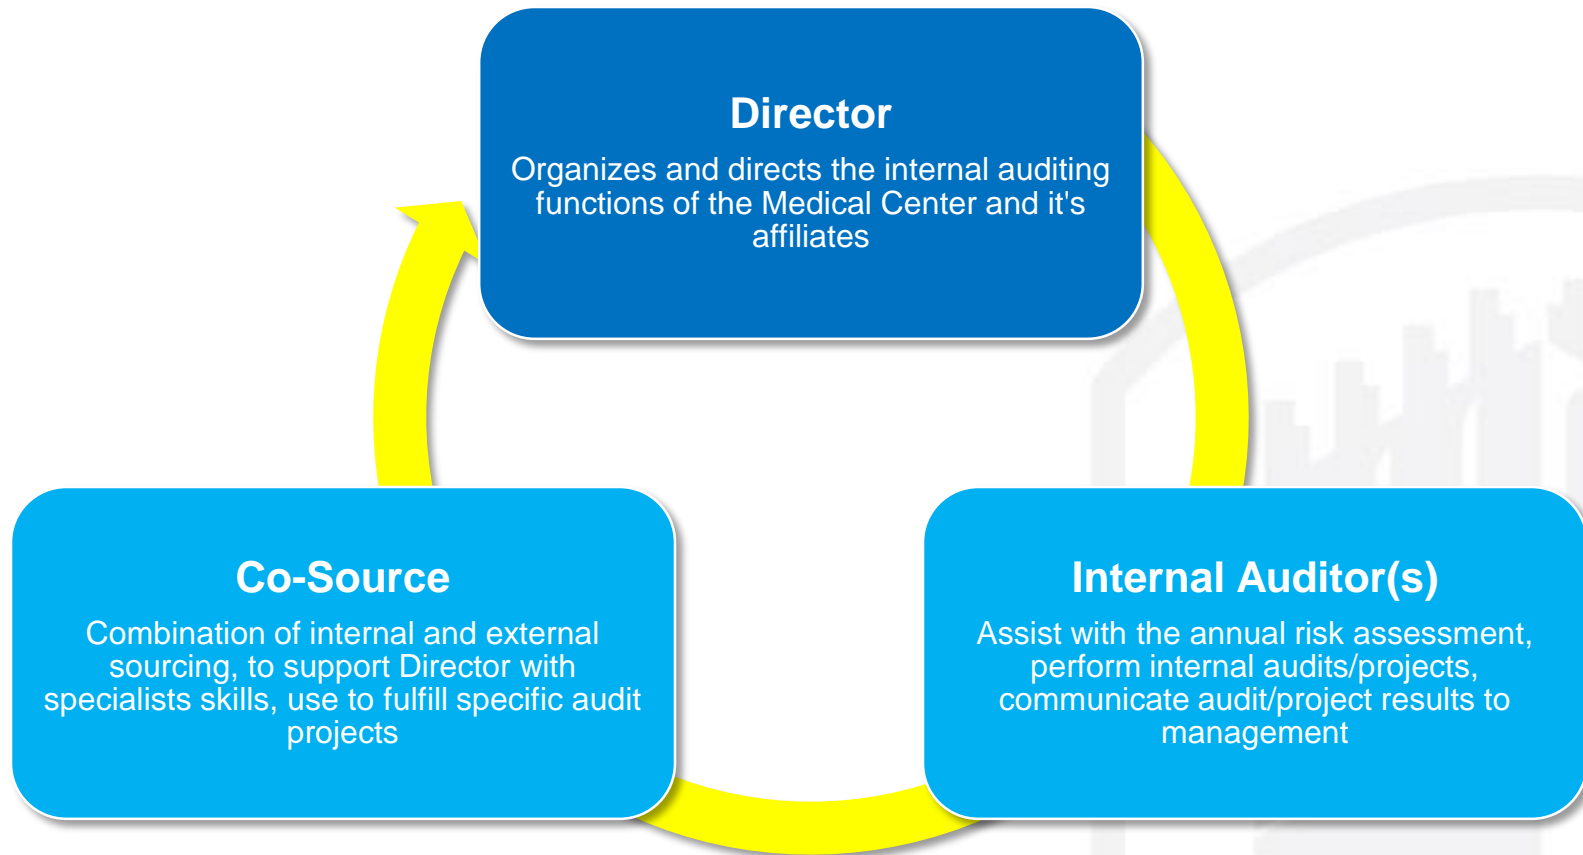 Director
Organizes and directs the internal auditing
functions of the Medical Center and it's
affiliates
Co-Source
Combination of internal and external
sourcing, to support Director with
specialists skills, use to fulfill specific audit
projects
Internal Auditor(s)
Assist with the annual risk assessment,
perform internal audits/projects,
communicate audit/project results to
management